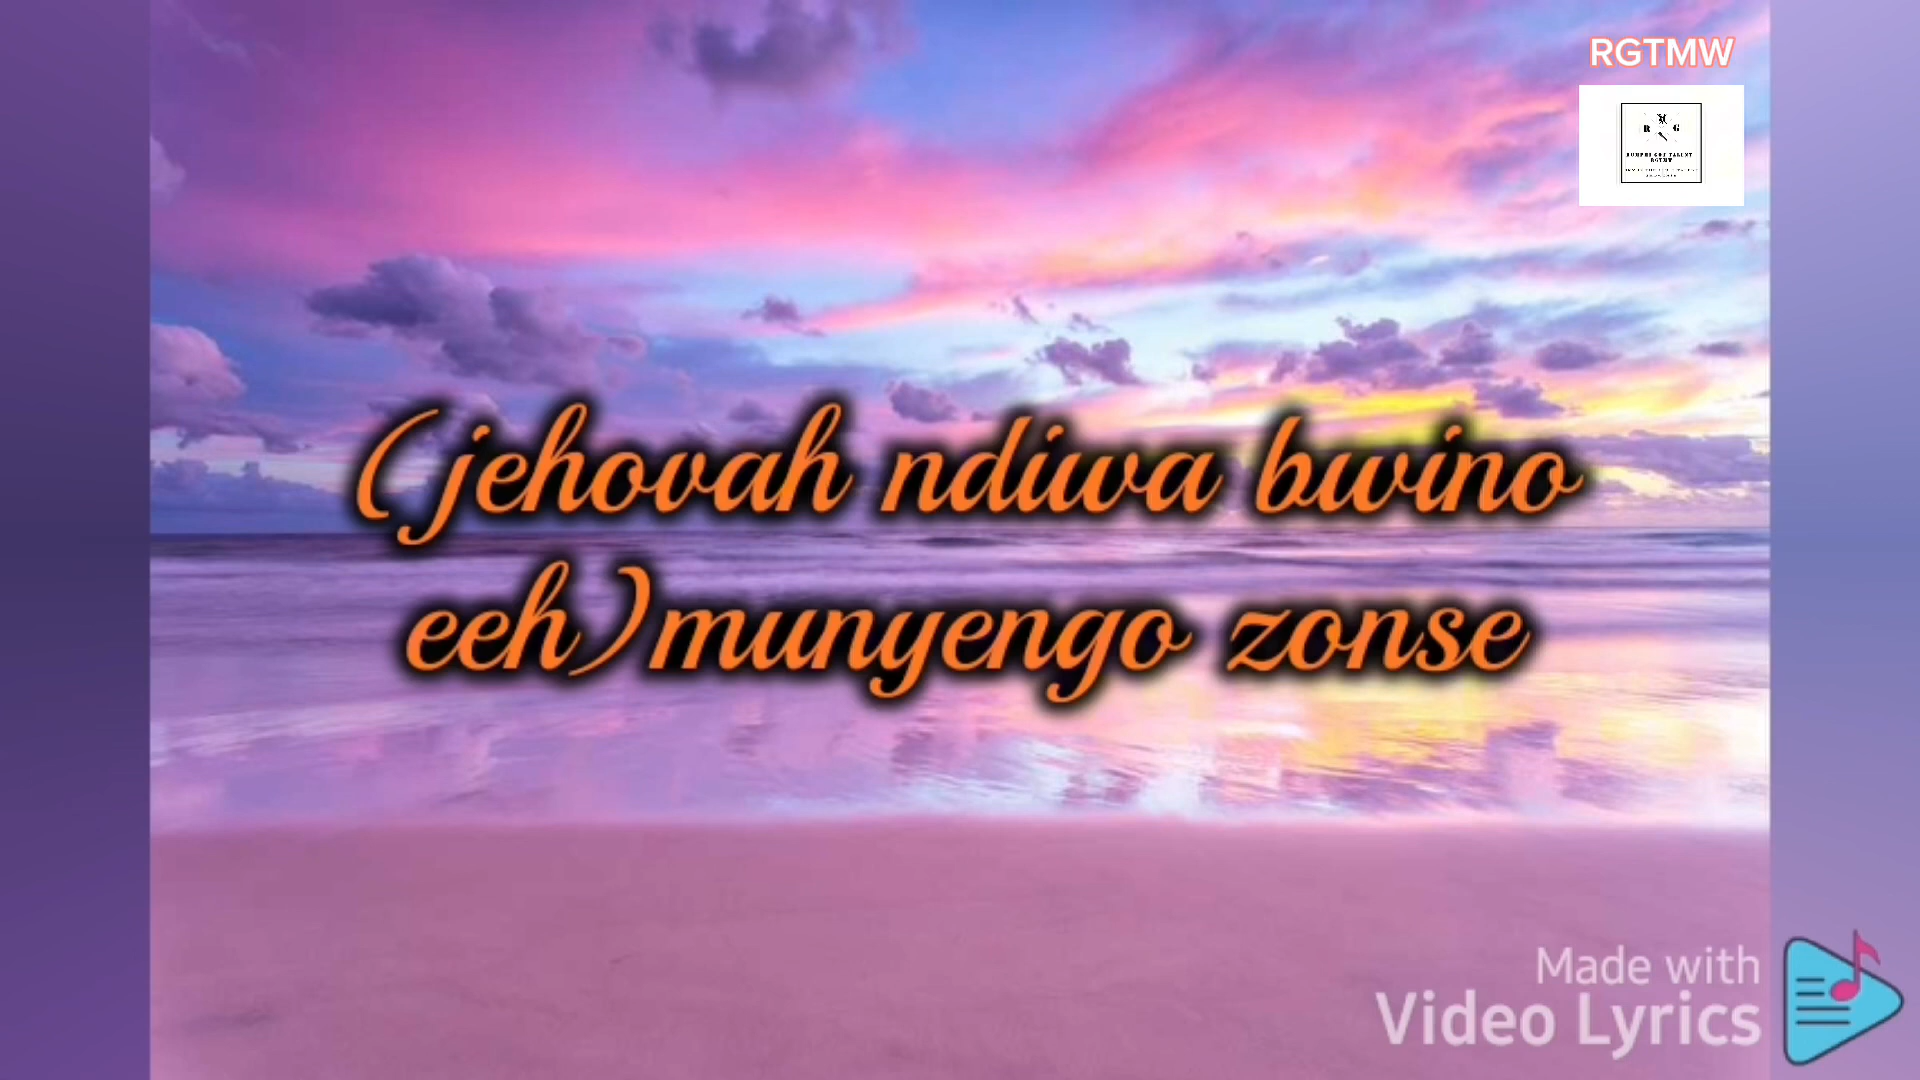 RGTMW
R G
(jehovah ndiwa bwino
eeh)munyengo zonse
Made with
Video Lyrics